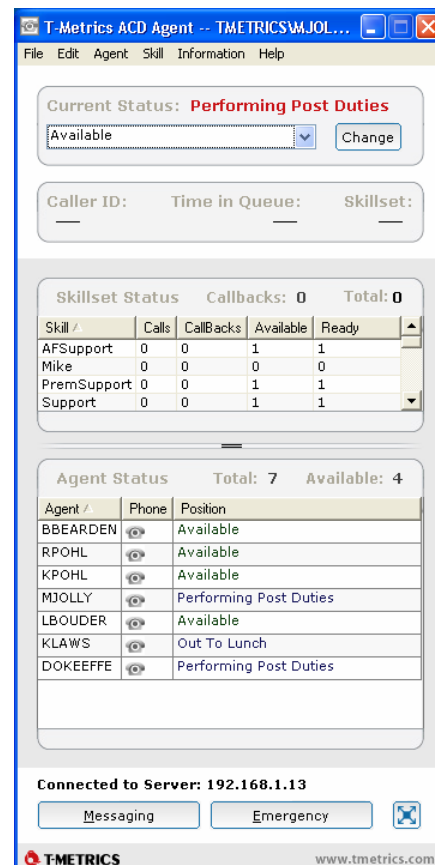 T-Metrics ACD Agent -- TMETRICS\MJOL...
File Edit Agent Skill Information Help
Current Status: Performing Post Duties
Available Change
Caller ID: Time in Queue: Skillset:
— — —
Skillset Status Callbacks: 0 Total: 0
Skill Calls CallBacks Available Ready
AFSupport 0 0 1 1
Mike 0 0 0 0
PremSupport 0 0 1 1
Support 0 0 1 1
Agent Status Total: 7 Available: 4
Agent Phone Position
BBEARDEN Available
RPOHL Available
KPOHL Available
MJOLLY Performing Post Duties
LBOUDER Available
KLAWS Out To Lunch
DOKEEFFE Performing Post Duties
Connected to Server: 192.168.1.13
Messaging Emergency
T-METRICS www.tmetrics.com